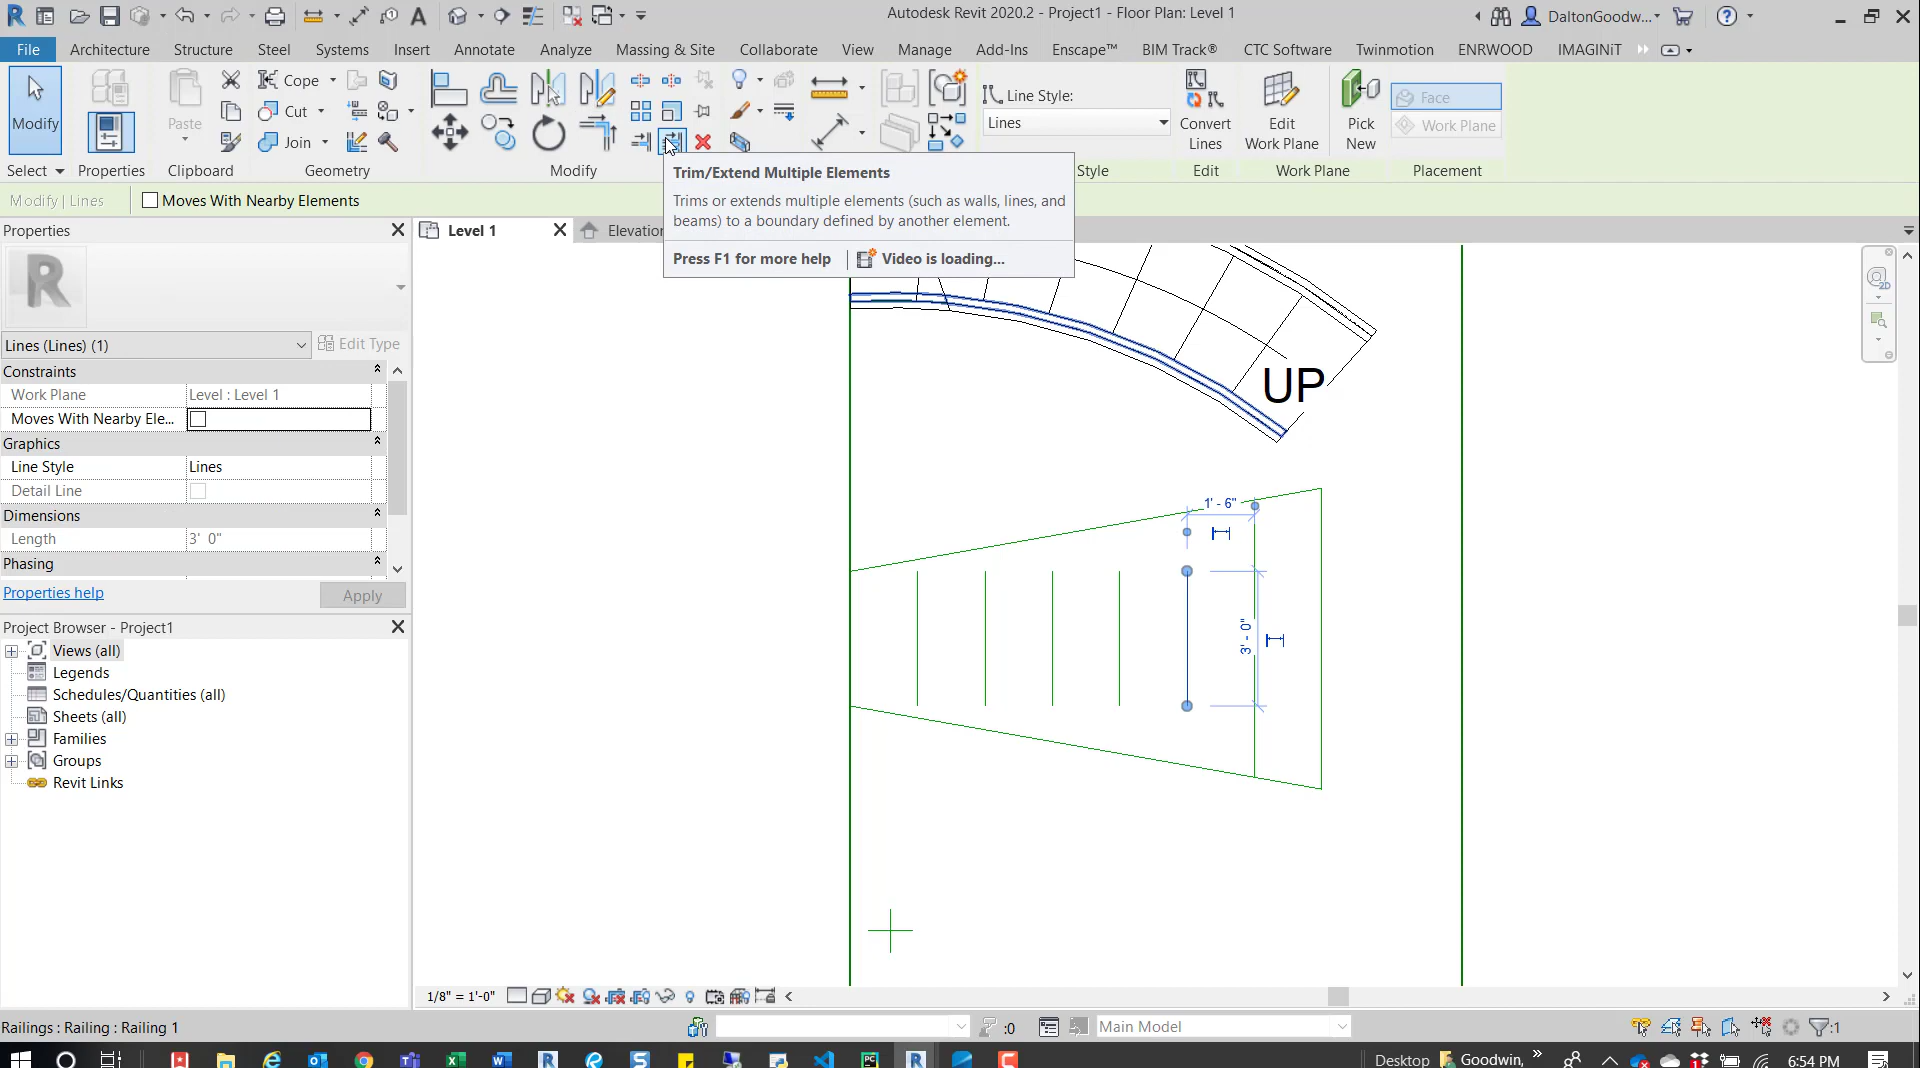 Autodesk Revit 2020.2 - Project1 - Floor Plan: Level 1
DaltonGoodw...
File Architecture Structure Steel Systems Insert Annotate Analyze Massing & Site Collaborate View Manage Add-Ins Enscape™ BIM Track® CTC Software Twinmotion ENRWOOD IMAGINiT
Modify
Paste
Cope
Cut
Join
Line Style:
Lines
Convert Lines
Edit Work Plane
Pick New
Face
Work Plane
Select Properties Clipboard Geometry Modify Style Edit Work Plane Placement
Trim/Extend Multiple Elements
Trims or extends multiple elements (such as walls, lines, and
beams) to a boundary defined by another element.
Press F1 for more help Video is loading...
Modify | Lines Moves With Nearby Elements
Properties
Level 1
Elevation
R
Lines (Lines) (1) Edit Type
Constraints
Work Plane Level : Level 1
Moves With Nearby Ele...
Graphics
Line Style Lines
Detail Line
Dimensions
Length 3' 0"
Phasing
Properties help Apply
Project Browser - Project1
Views (all)
Legends
Schedules/Quantities (all)
Sheets (all)
Families
Groups
Revit Links
UP
1' - 6"
3' - 0"
2D
1/8" = 1'-0"
Railings : Railing : Railing 1
:0
Main Model
:1
Desktop
Goodwin,
6:54 PM